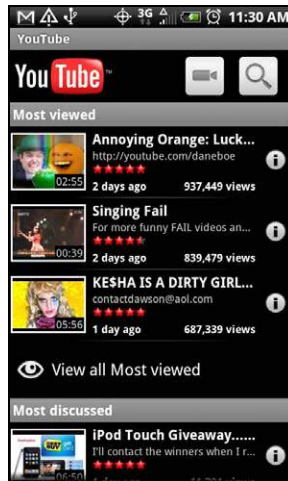 3G 11:30 AM
YouTube
You Tube
Most viewed
Annoying Orange: Luck...
http://youtube.com/daneboe
02:55
2 days ago 937,449 views
Singing Fail
For more funny FAIL videos an...
00:39
2 days ago 839,479 views
KE$HA IS A DIRTY GIRL...
contactdawson@aol.com
05:56
1 day ago 687,339 views
View all Most viewed
Most discussed
iPod Touch Giveaway......
I'll contact the winners when I r...
06:50